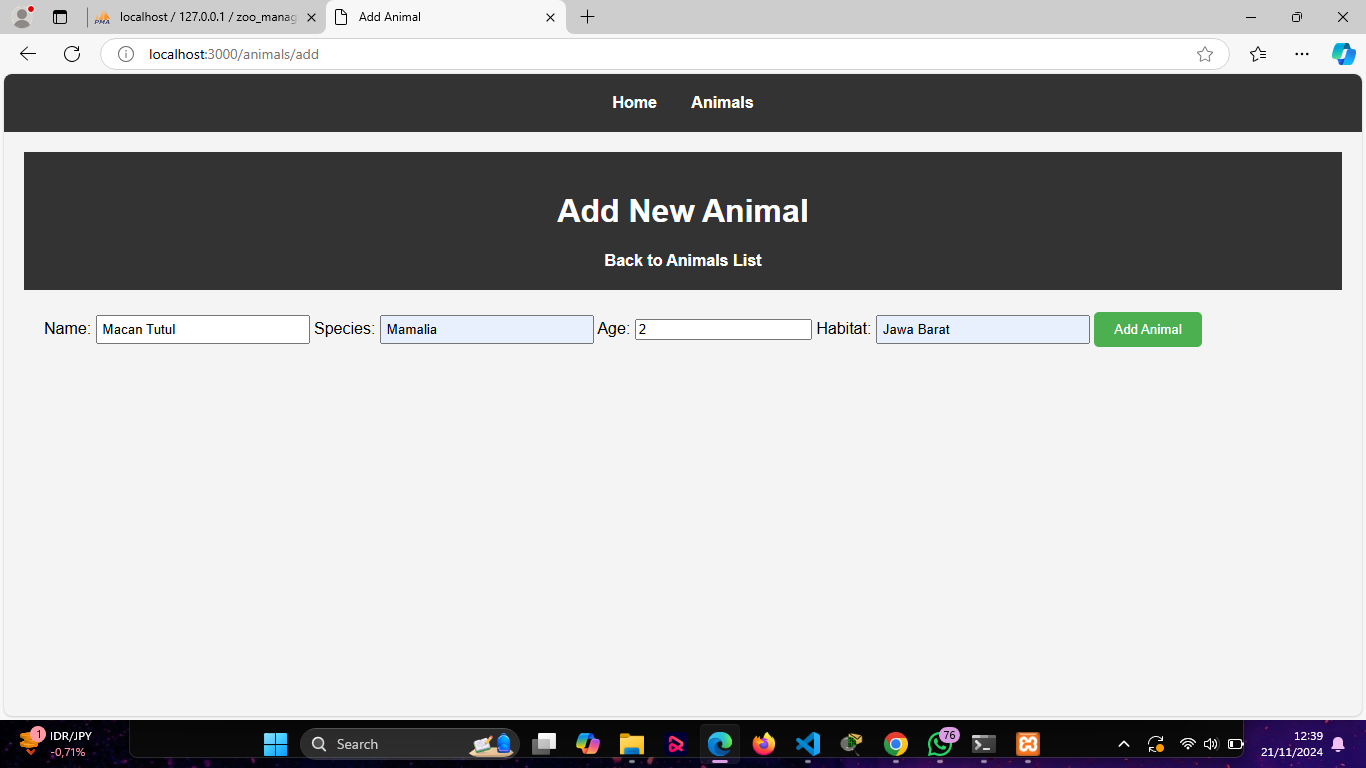 localhost / 127.0.0.1 / zoo_manag
Add Animal
localhost:3000/animals/add
Home Animals
Add New Animal
Back to Animals List
Name: Macan Tutul Species: Mamalia Age: 2 Habitat: Jawa Barat Add Animal
1 IDR/JPY
-0,71%
Search
76
12:39
21/11/2024